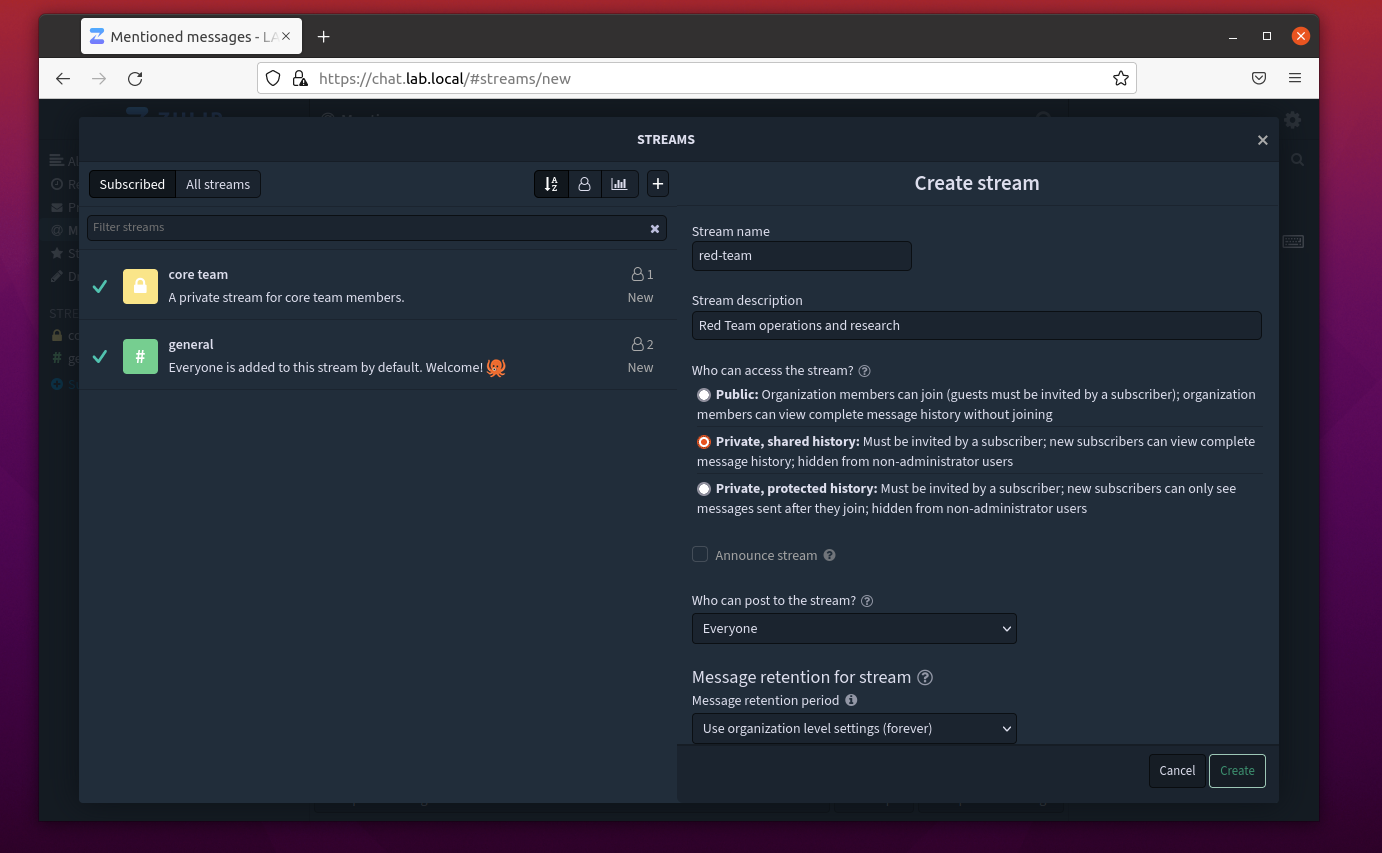 Mentioned messages - LA
https://chat.lab.local/#streams/new
STREAMS
Subscribed
All streams
Filter streams
core team
1
A private stream for core team members.
New
general
2
Everyone is added to this stream by default. Welcome!
New
Create stream
Stream name
red-team
Stream description
Red Team operations and research
Who can access the stream?
Public: Organization members can join (guests must be invited by a subscriber); organization
members can view complete message history without joining
Private, shared history: Must be invited by a subscriber; new subscribers can view complete
message history; hidden from non-administrator users
Private, protected history: Must be invited by a subscriber; new subscribers can only see
messages sent after they join; hidden from non-administrator users
Announce stream
Who can post to the stream?
Everyone
Message retention for stream
Message retention period
Use organization level settings (forever)
Cancel
Create